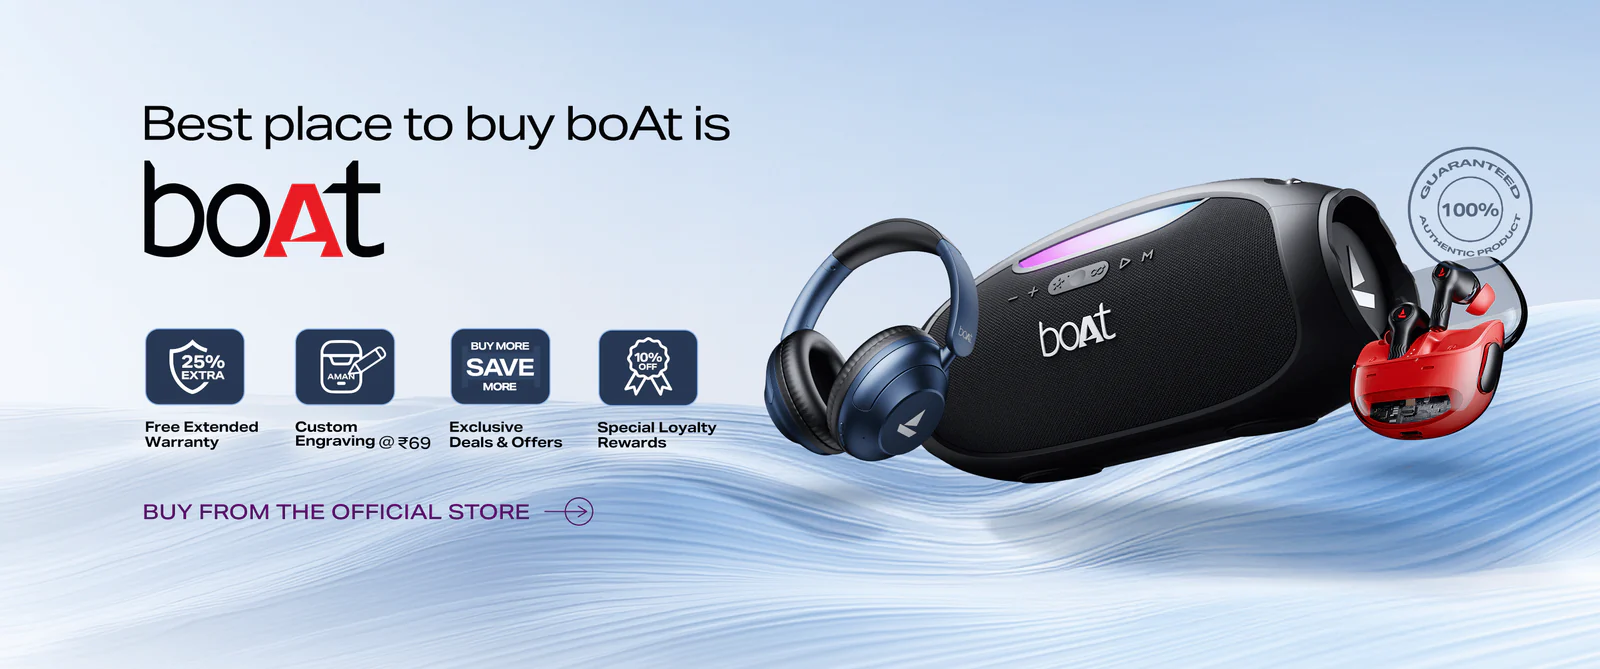 Best place to buy boAt is
boAt
25%
EXTRA
Free Extended
Warranty
AMAN
Custom
Engraving @ ₹69
BUY MORE
SAVE
MORE
Exclusive
Deals & Offers
10%
OFF
Special Loyalty
Rewards
BUY FROM THE OFFICIAL STORE
boAt
− + M
boAt
GUARANTEED
100%
AUTHENTIC PRODUCT